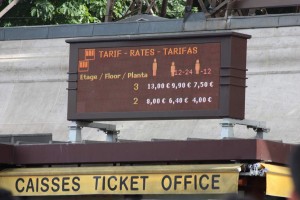 TARIF - RATES - TARIFAS
12-24 -12
Etage / Floor / Planta
3 13,00 € 9,90 € 7,50 €
2 8,00 € 6,40 € 4,00 €
CAISSES TICKET OFFICE